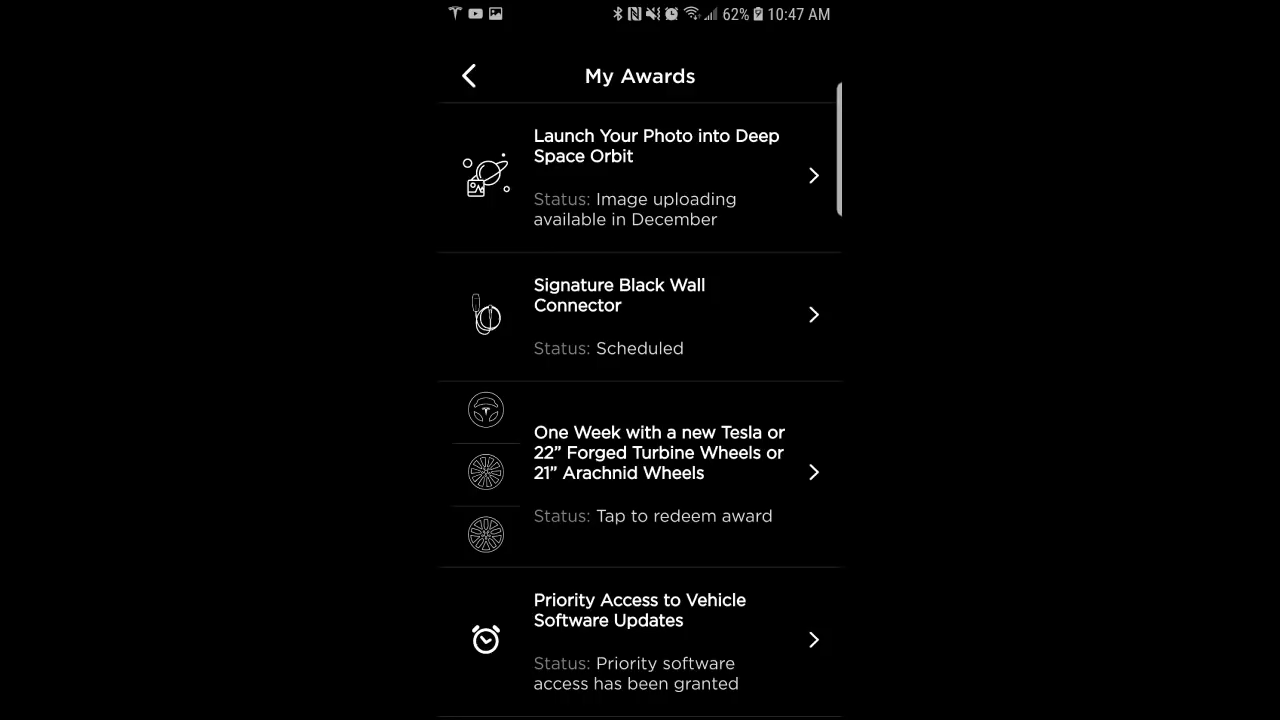 62% 10:47 AM
My Awards
Launch Your Photo into Deep
Space Orbit
Status: Image uploading
available in December
Signature Black Wall
Connector
Status: Scheduled
One Week with a new Tesla or
22” Forged Turbine Wheels or
21” Arachnid Wheels
Status: Tap to redeem award
Priority Access to Vehicle
Software Updates
Status: Priority software
access has been granted